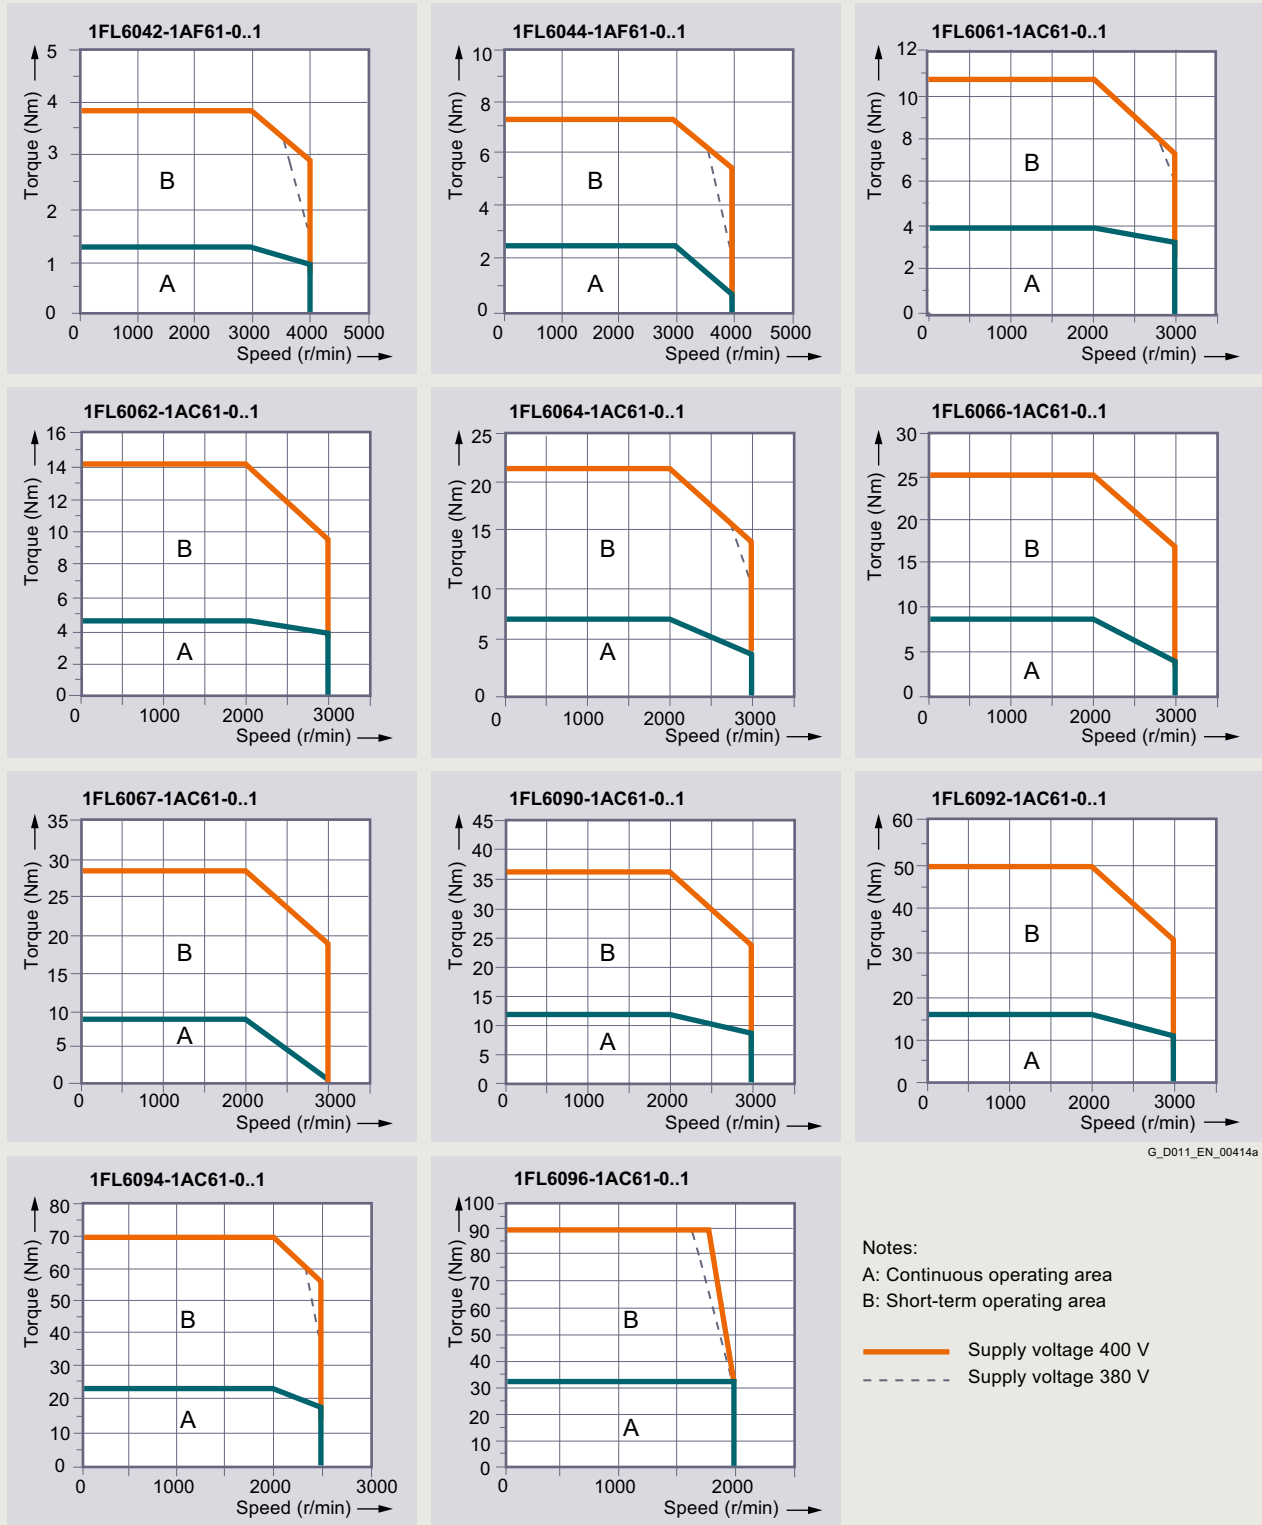 1FL6042-1AF61-0..1
Torque (Nm)
5
4
3
2
1
0
0 1000 2000 3000 4000 5000
Speed (r/min)
B
A
1FL6044-1AF61-0..1
Torque (Nm)
10
8
6
4
2
0
0 1000 2000 3000 4000 5000
Speed (r/min)
B
A
1FL6061-1AC61-0..1
Torque (Nm)
12
10
8
6
4
2
0
0 1000 2000 3000
Speed (r/min)
B
A
1FL6062-1AC61-0..1
Torque (Nm)
16
14
12
10
8
6
4
2
0
0 1000 2000 3000
Speed (r/min)
B
A
1FL6064-1AC61-0..1
Torque (Nm)
25
20
15
10
5
0
0 1000 2000 3000
Speed (r/min)
B
A
1FL6066-1AC61-0..1
Torque (Nm)
30
25
20
15
10
5
0
0 1000 2000 3000
Speed (r/min)
B
A
1FL6067-1AC61-0..1
Torque (Nm)
35
30
25
20
15
10
5
0
0 1000 2000 3000
Speed (r/min)
B
A
1FL6090-1AC61-0..1
Torque (Nm)
45
40
35
30
25
20
15
10
5
0
0 1000 2000 3000
Speed (r/min)
B
A
1FL6092-1AC61-0..1
Torque (Nm)
60
50
40
30
20
10
0
0 1000 2000 3000
Speed (r/min)
B
A
G_D011_EN_00414a
1FL6094-1AC61-0..1
Torque (Nm)
80
70
60
50
40
30
20
10
0
0 1000 2000 3000
Speed (r/min)
B
A
1FL6096-1AC61-0..1
Torque (Nm)
100
90
80
70
60
50
40
30
20
10
0
0 1000 2000
Speed (r/min)
B
A
Notes:
A: Continuous operating area
B: Short-term operating area
Supply voltage 400 V
Supply voltage 380 V